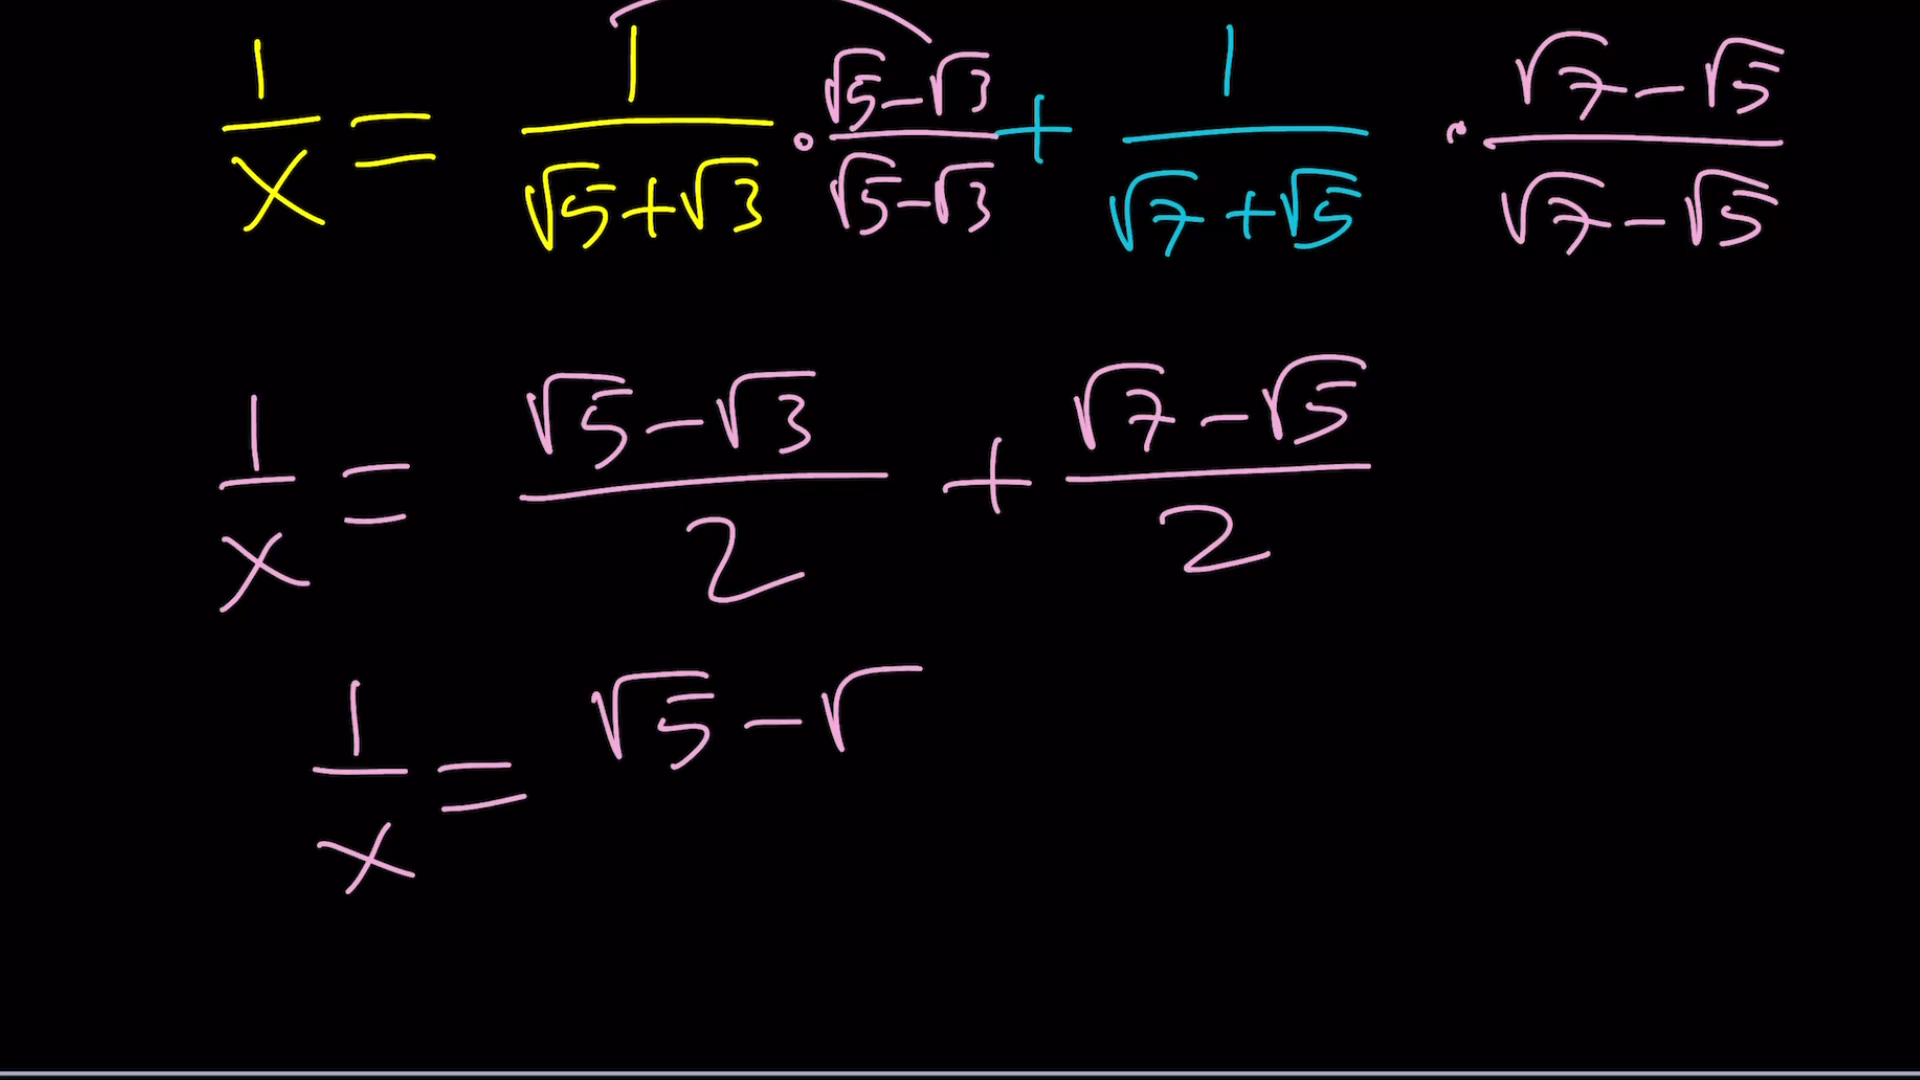 1/x = 1/(√5+√3) · (√5-√3)/(√5-√3) + 1/(√7+√5) · (√7-√5)/(√7-√5)
1/x = (√5-√3)/2 + (√7-√5)/2
1/x = √5-√